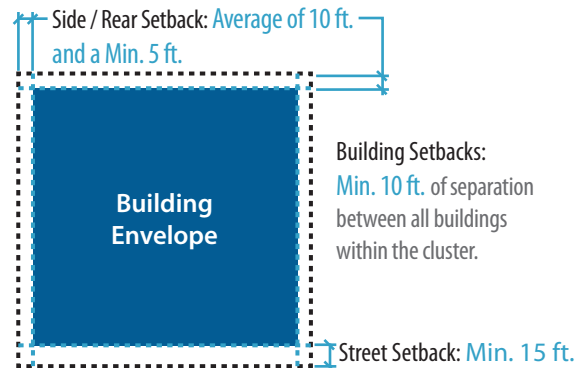 Side / Rear Setback: Average of 10 ft.
and a Min. 5 ft.
Building
Envelope
Building Setbacks:
Min. 10 ft. of separation
between all buildings
within the cluster.
Street Setback: Min. 15 ft.